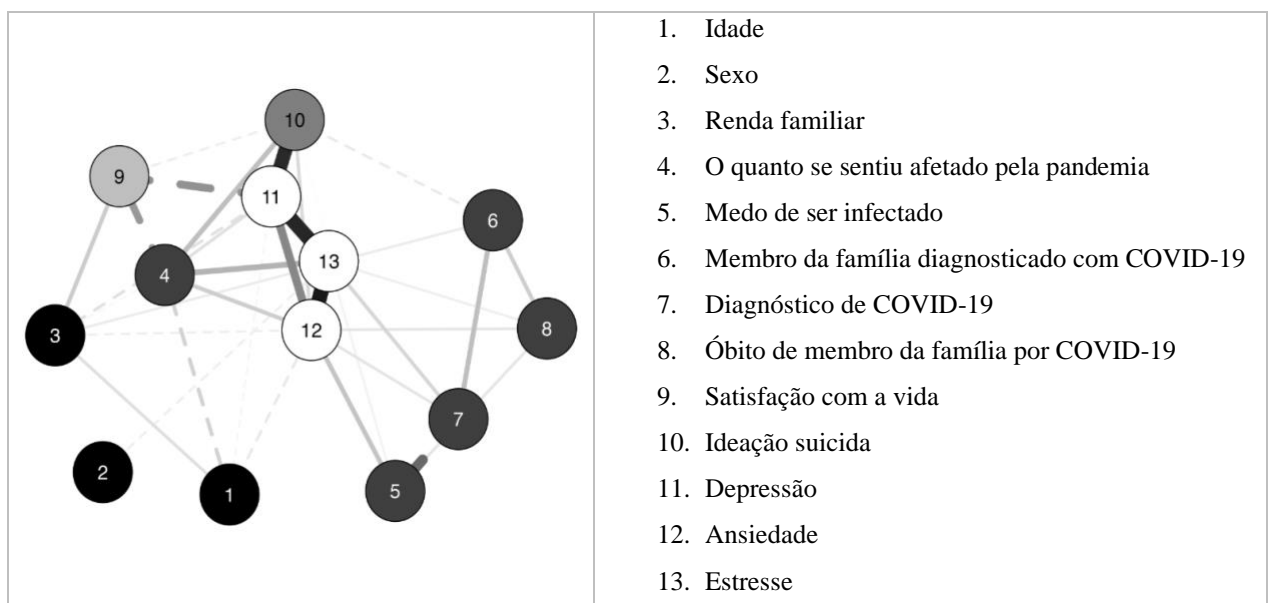 10
9
11
6
13
4
12
8
3
7
2
1
5
1. Idade
2. Sexo
3. Renda familiar
4. O quanto se sentiu afetado pela pandemia
5. Medo de ser infectado
6. Membro da família diagnosticado com COVID-19
7. Diagnóstico de COVID-19
8. Óbito de membro da família por COVID-19
9. Satisfação com a vida
10. Ideação suicida
11. Depressão
12. Ansiedade
13. Estresse